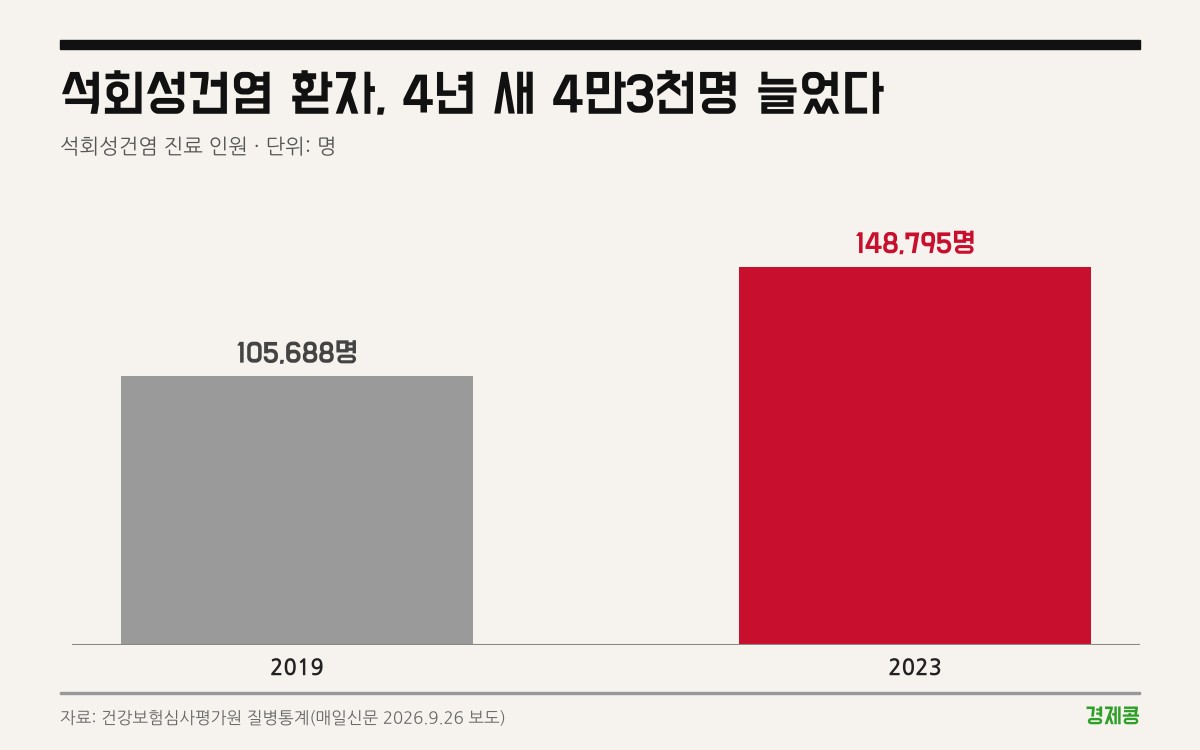 석회성건염 환자, 4년 새 4만3천명 늘었다
석회성건염 진료 인원 · 단위: 명
148,795명
105,688명
2019
2023
자료: 건강보험심사평가원 질병통계(매일신문 2026.9.26 보도)
경제콩